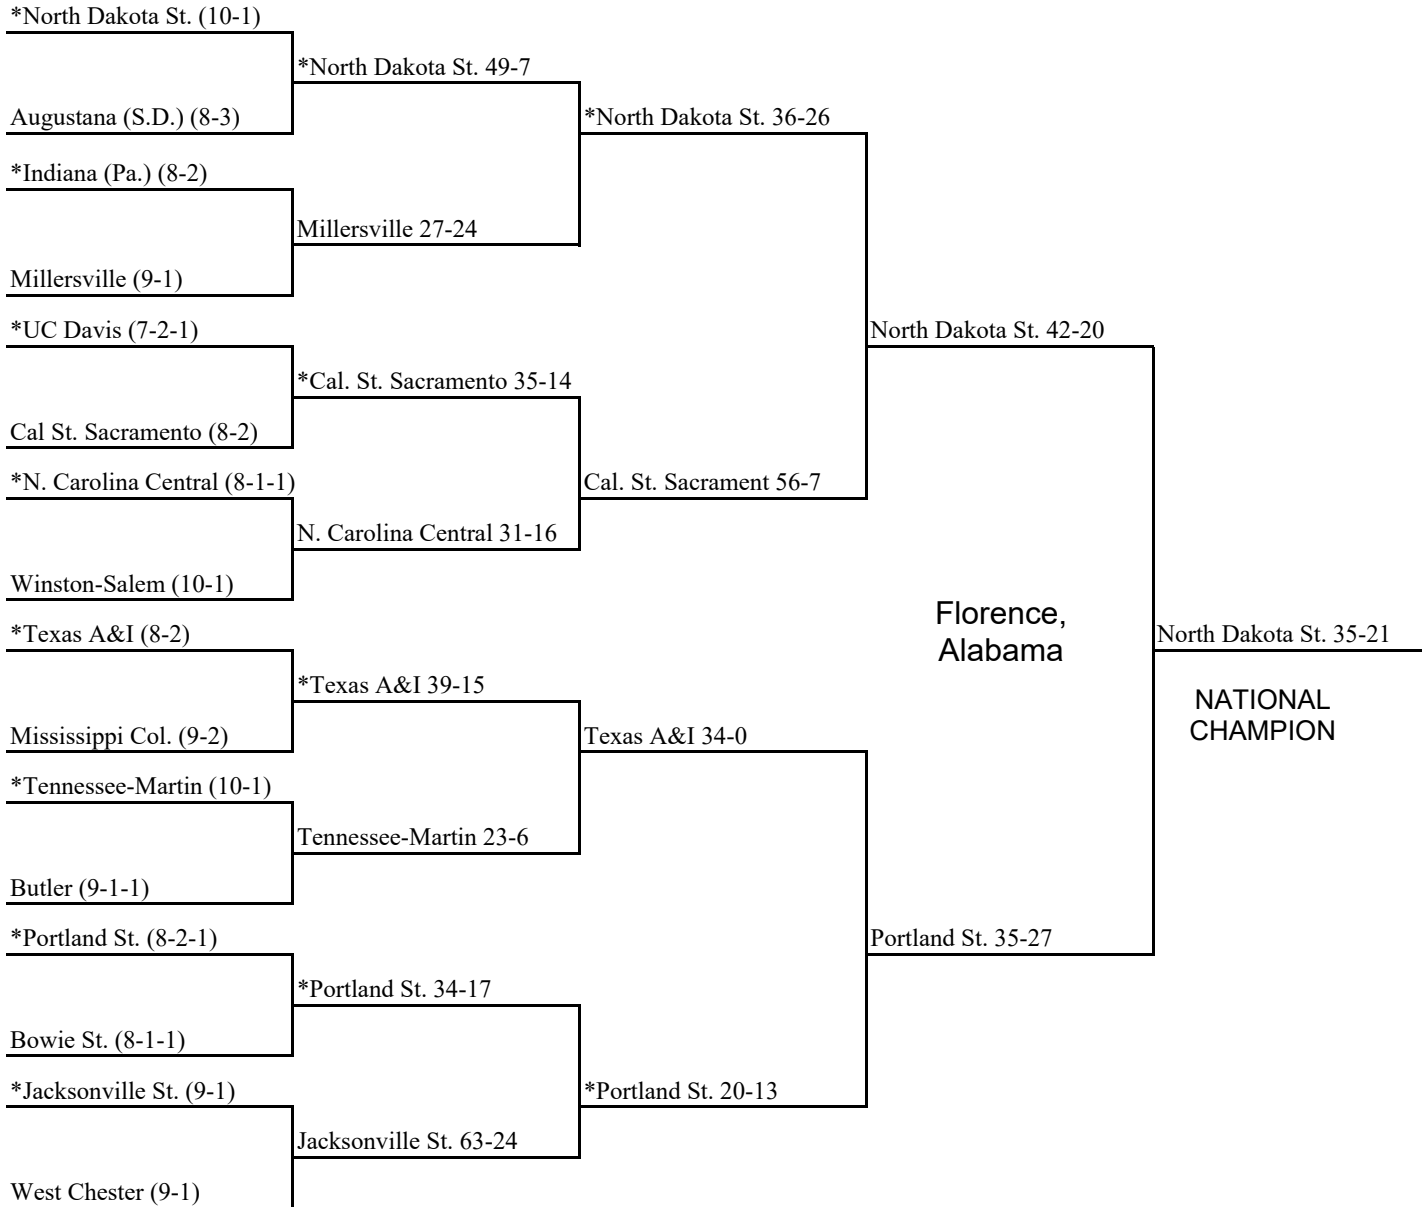 *North Dakota St. (10-1)
*North Dakota St. 49-7
Augustana (S.D.) (8-3)
*North Dakota St. 36-26
*Indiana (Pa.) (8-2)
Millersville 27-24
Millersville (9-1)
*UC Davis (7-2-1)
North Dakota St. 42-20
*Cal. St. Sacramento 35-14
Cal St. Sacramento (8-2)
*N. Carolina Central (8-1-1)
Cal. St. Sacrament 56-7
N. Carolina Central 31-16
Winston-Salem (10-1)
Florence,
Alabama
*Texas A&I (8-2)
North Dakota St. 35-21
*Texas A&I 39-15
NATIONAL
CHAMPION
Mississippi Col. (9-2)
Texas A&I 34-0
*Tennessee-Martin (10-1)
Tennessee-Martin 23-6
Butler (9-1-1)
*Portland St. (8-2-1)
Portland St. 35-27
*Portland St. 34-17
Bowie St. (8-1-1)
*Jacksonville St. (9-1)
*Portland St. 20-13
Jacksonville St. 63-24
West Chester (9-1)